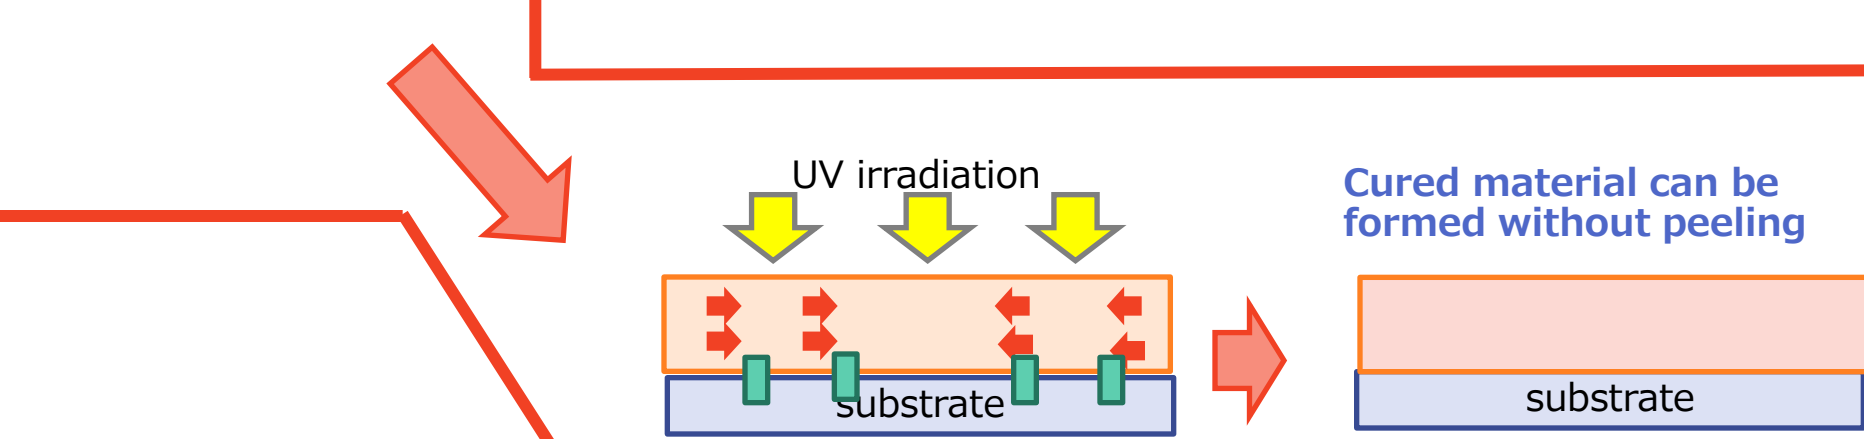 UV irradiation
Cured material can be
formed without peeling
substrate
substrate